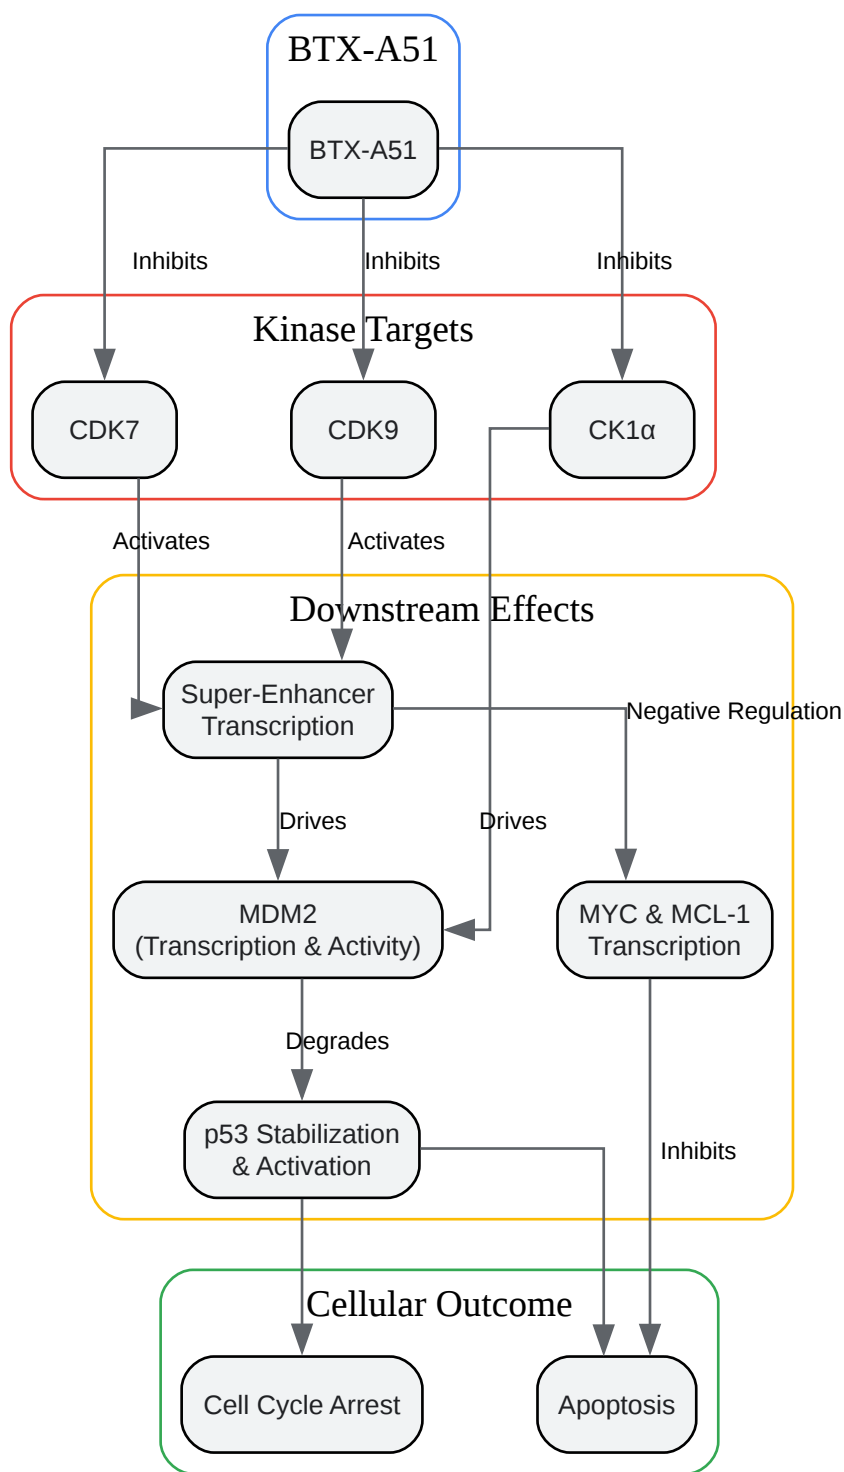 BTX-A51
BTX-A51
Inhibits
Inhibits
Inhibits
Kinase Targets
CDK7
CDK9
CK1α
Activates
Activates
Downstream Effects
Super-Enhancer
Transcription
Negative Regulation
Drives
Drives
MDM2
(Transcription & Activity)
MYC & MCL-1
Transcription
Degrades
p53 Stabilization
& Activation
Inhibits
Cellular Outcome
Cell Cycle Arrest
Apoptosis